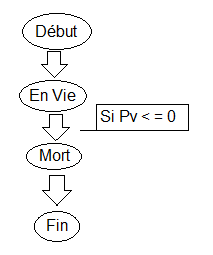 Début
En Vie
Si Pv < = 0
Mort
Fin